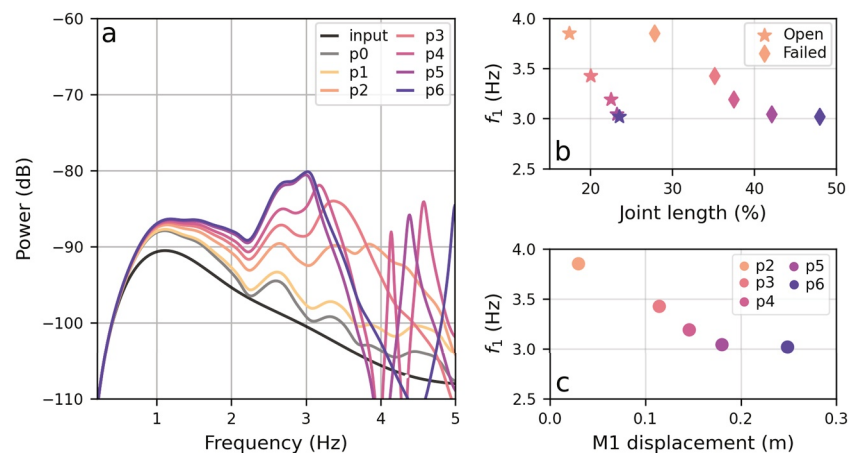 a
input
p0
p1
p2
p3
p4
p5
p6
−60
−70
−80
−90
−100
−110
Power (dB)
1
2
3
4
5
Frequency (Hz)
b
Open
Failed
4.0
3.5
3.0
2.5
f1 (Hz)
20
30
40
50
Joint length (%)
c
p2
p3
p4
p5
p6
4.0
3.5
3.0
2.5
f1 (Hz)
0.0
0.1
0.2
0.3
M1 displacement (m)